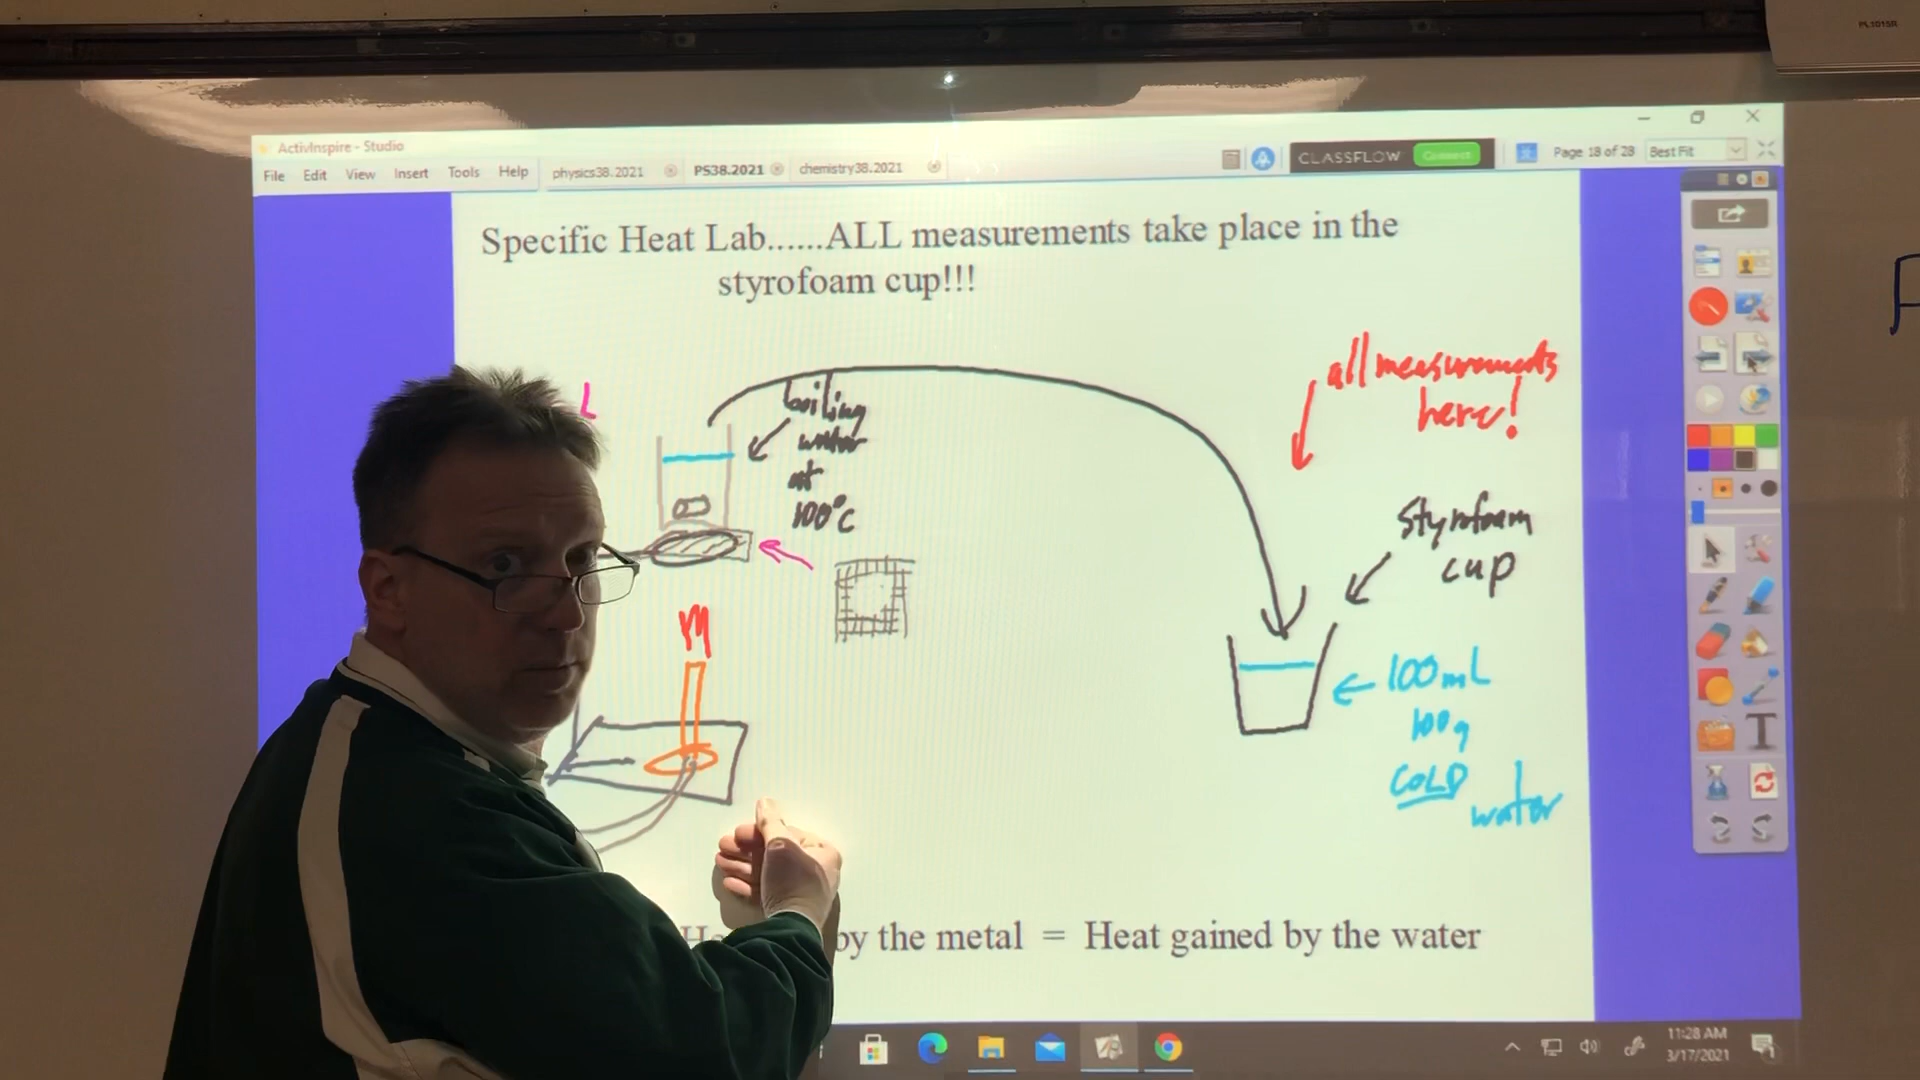 PL1015R
ActivInspire - Studio
File Edit View Insert Tools Help
physics38.2021 PS38.2021 chemistry38.2021
CLASSFLOW Connect
Page 18 of 28 Best Fit
Specific Heat Lab......ALL measurements take place in the
styrofoam cup!!!
L
boiling
water
at
100°C
all measurements
here!
Styrofoam
cup
M
100mL
100g
COLD
water
by the metal = Heat gained by the water
T
11:28 AM
3/17/2021